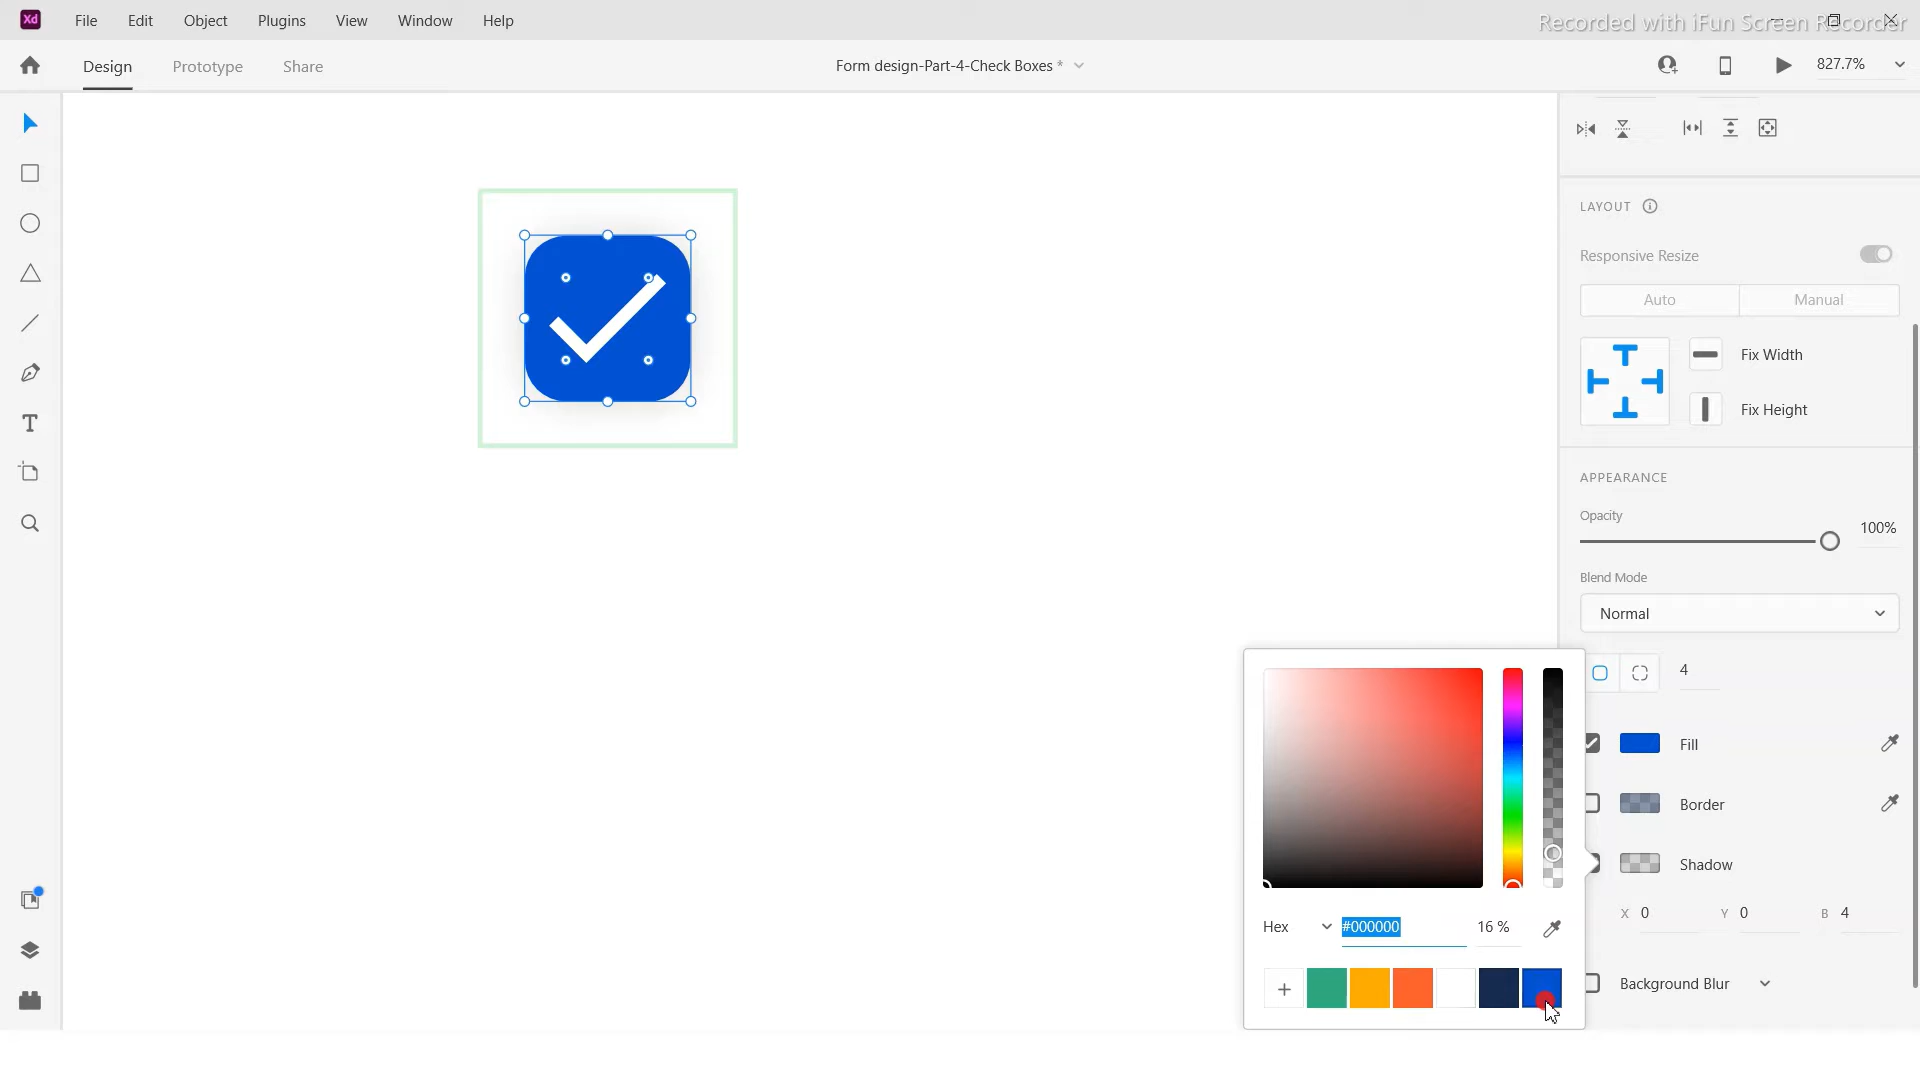 Xd File Edit Object Plugins View Window Help
Recorded with iFun Screen Recorder
Design Prototype Share
Form design-Part-4-Check Boxes *
827.7%
LAYOUT
Responsive Resize
Auto Manual
Fix Width
Fix Height
APPEARANCE
Opacity
100%
Blend Mode
Normal
4
Fill
Border
Shadow
X 0 Y 0 B 4
Hex #000000 16 %
Background Blur
T